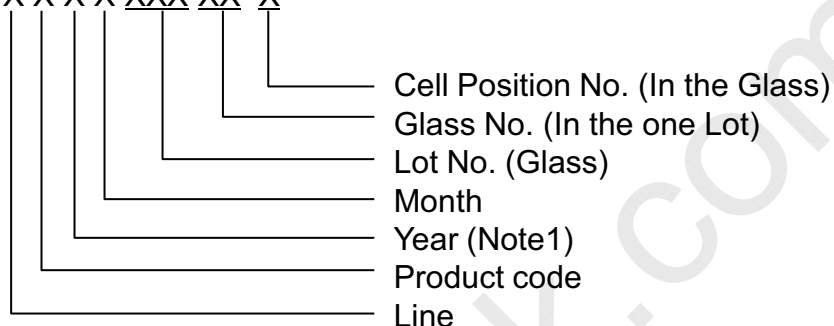 X X X X XXX XX X
Cell Position No. (In the Glass)
Glass No. (In the one Lot)
Lot No. (Glass)
Month
Year (Note1)
Product code
Line